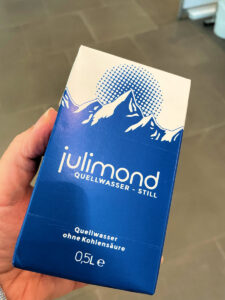 julimond
QUELLWASSER - STILL
Quellwasser
ohne Kohlensäure
0,5L e